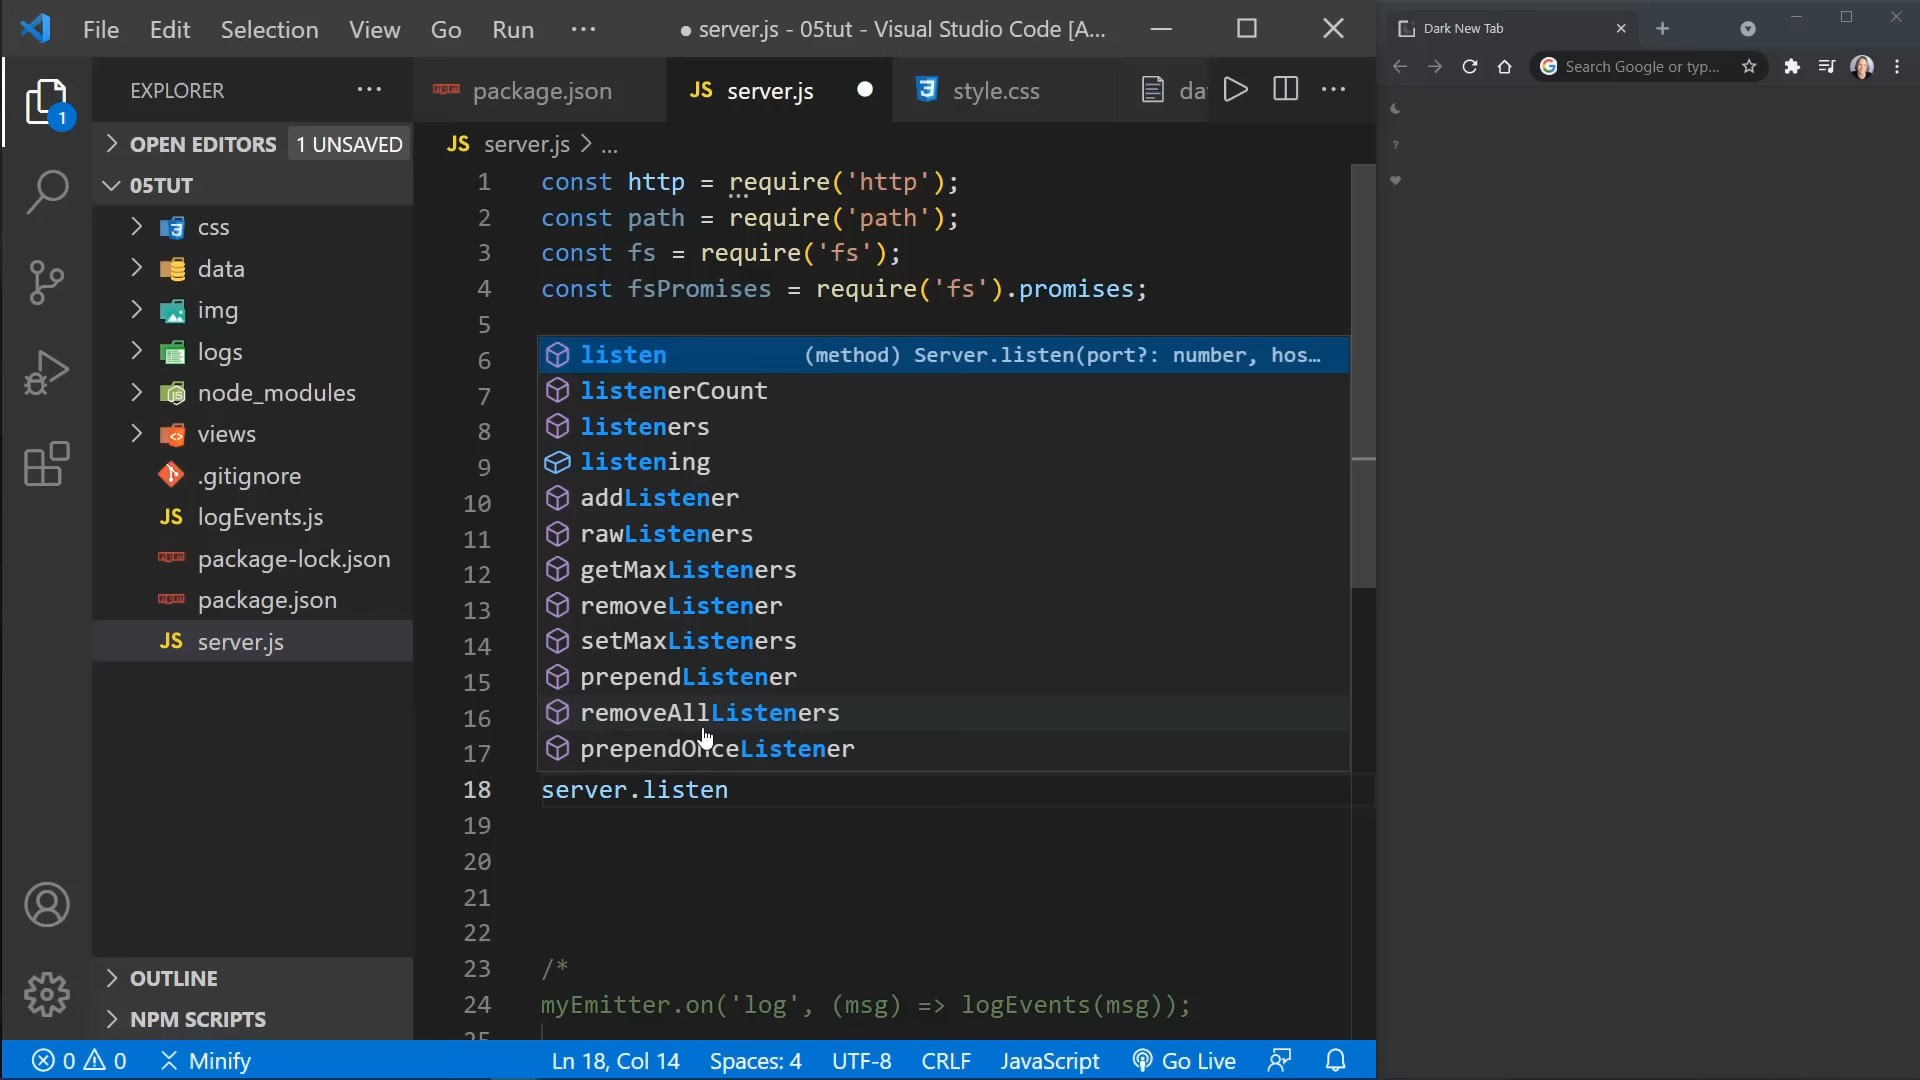 File Edit Selection View Go Run ···
● server.js - 05tut - Visual Studio Code [A...
EXPLORER ···
1
OPEN EDITORS 1 UNSAVED
05TUT
css
data
img
logs
node_modules
views
.gitignore
JS logEvents.js
package-lock.json
package.json
JS server.js
OUTLINE
NPM SCRIPTS
package.json
JS server.js
style.css
da
JS server.js > ...
1 const http = require('http');
2 const path = require('path');
3 const fs = require('fs');
4 const fsPromises = require('fs').promises;
5
6
7
8
9
10
11
12
13
14
15
16
17
listen (method) Server.listen(port?: number, hos…
listenerCount
listeners
listening
addListener
rawListeners
getMaxListeners
removeListener
setMaxListeners
prependListener
removeAllListeners
prependOnceListener
18 server.listen
19
20
21
22
23 /*
24 myEmitter.on('log', (msg) => logEvents(msg));
25
0 0 Minify
Ln 18, Col 14 Spaces: 4 UTF-8 CRLF JavaScript Go Live
Dark New Tab
Search Google or typ...
?